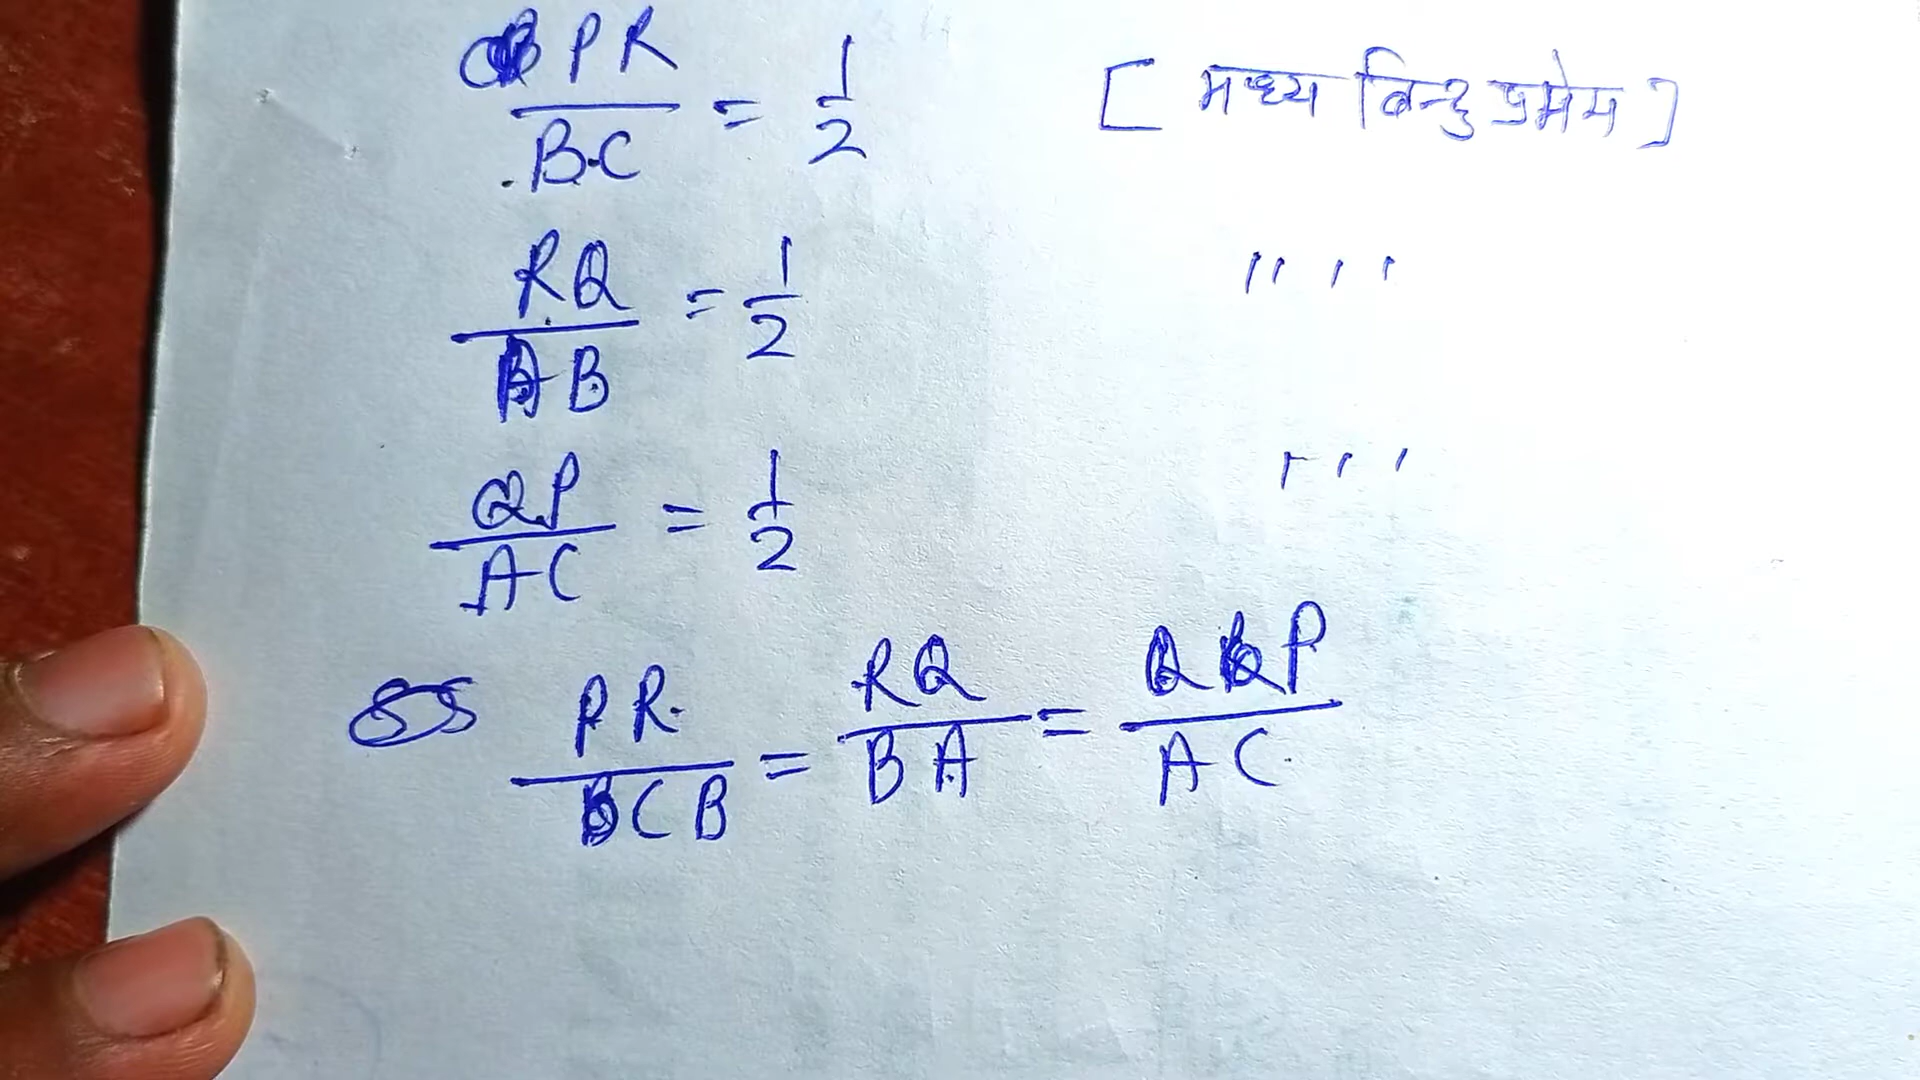 PR/BC = 1/2 [मध्य बिन्दु प्रमेय]
RQ/AB = 1/2 '' ' '
QP/AC = 1/2 ' ' '
PR/CB = RQ/BA = QP/AC